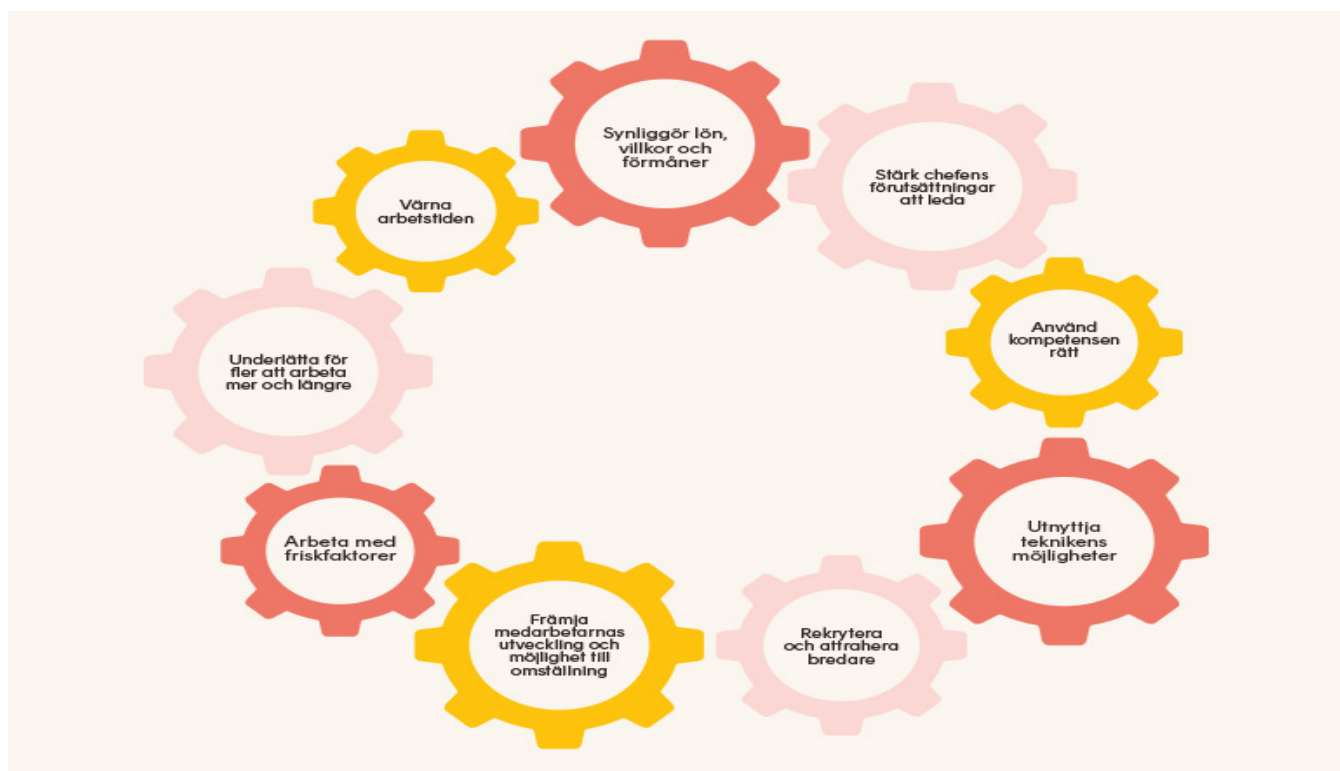 Synliggör lön,
villkor och
förmåner
Stärk chefens
förutsättningar
att leda
Använd
kompetensen
rätt
Utnyttja
teknikens
möjligheter
Rekrytera
och attrahera
bredare
Främja
medarbetarnas
utveckling och
möjlighet till
omställning
Arbeta med
friskfaktorer
Underlätta för
fler att arbeta
mer och längre
Värna
arbetstiden